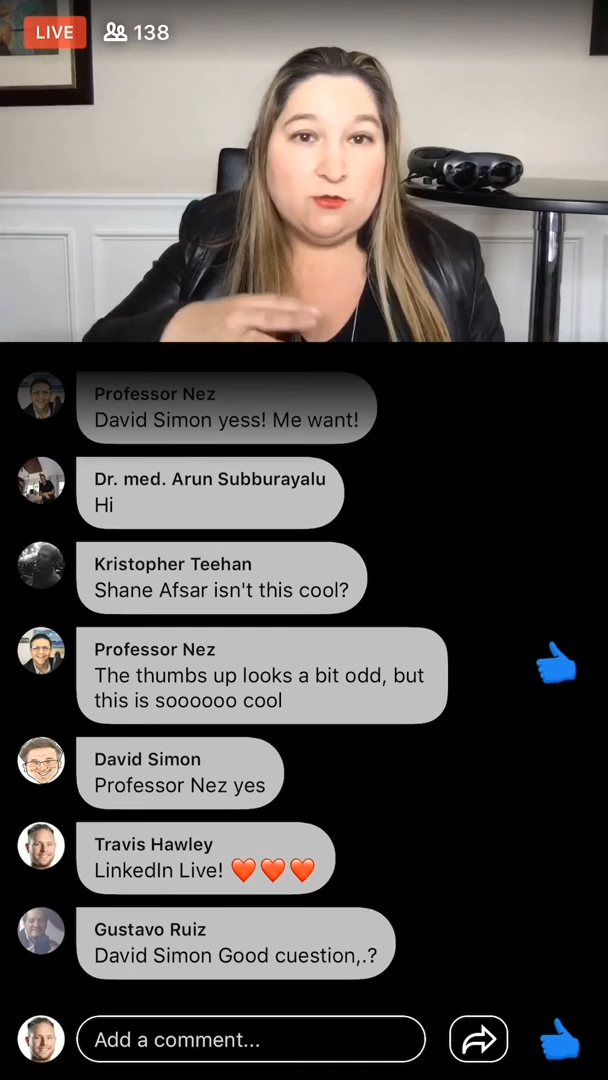 LIVE 138
Professor Nez
David Simon yess! Me want!
Dr. med. Arun Subburayalu
Hi
Kristopher Teehan
Shane Afsar isn't this cool?
Professor Nez
The thumbs up looks a bit odd, but
this is soooooo cool
David Simon
Professor Nez yes
Travis Hawley
LinkedIn Live! ❤️❤️❤️
Gustavo Ruiz
David Simon Good cuestion,.?
Add a comment...